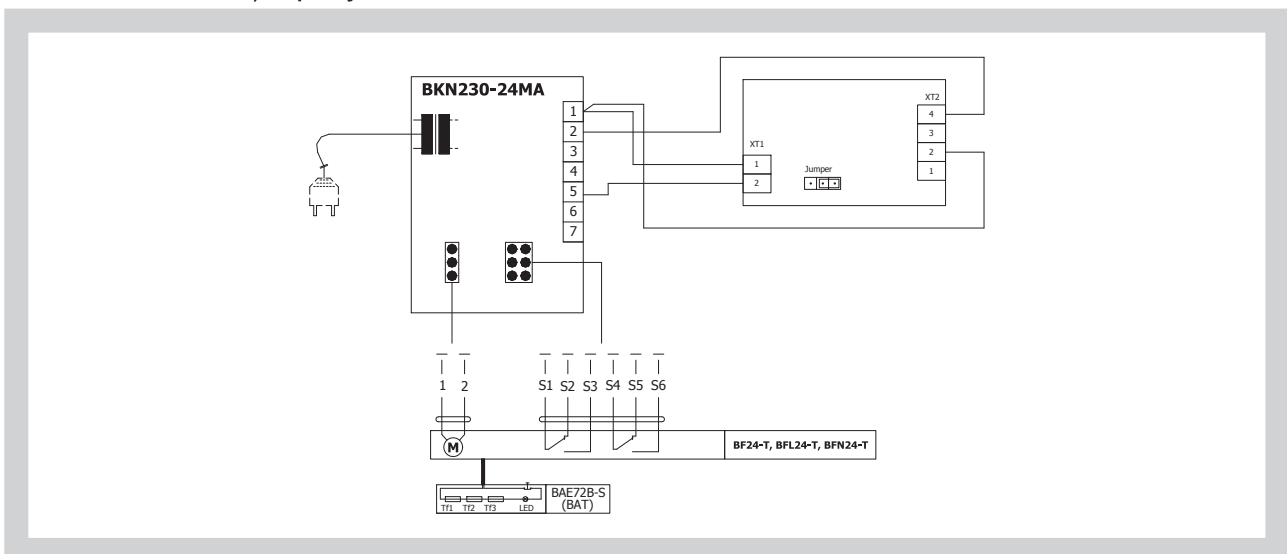 BKN230-24MA
1
2
3
4
5
6
7
XT1
1
2
Jumper
XT2
4
3
2
1
1 2 S1 S2 S3 S4 S5 S6
M
BF24-T, BFL24-T, BFN24-T
Tf1 Tf2 Tf3 LED
BAE72B-S
(BAT)